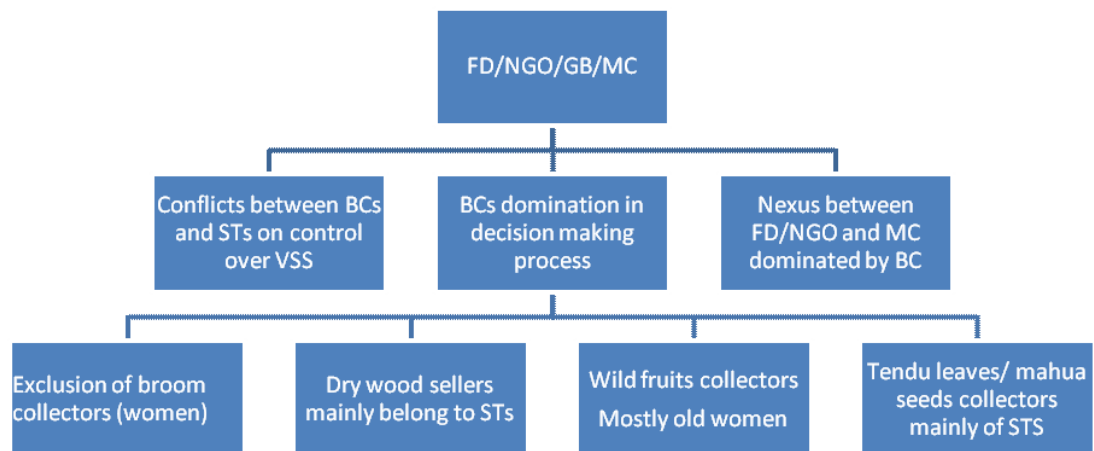 FD/NGO/GB/MC
Conflicts between BCs
and STs on control
over VSS
BCs domination in
decision making
process
Nexus between
FD/NGO and MC
dominated by BC
Exclusion of broom
collectors (women)
Dry wood sellers
mainly belong to STs
Wild fruits collectors
Mostly old women
Tendu leaves/ mahua
seeds collectors
mainly of STS